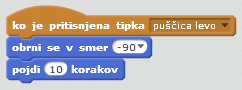 ko je pritisnjena tipka puščica levo
obrni se v smer -90
pojdi 10 korakov